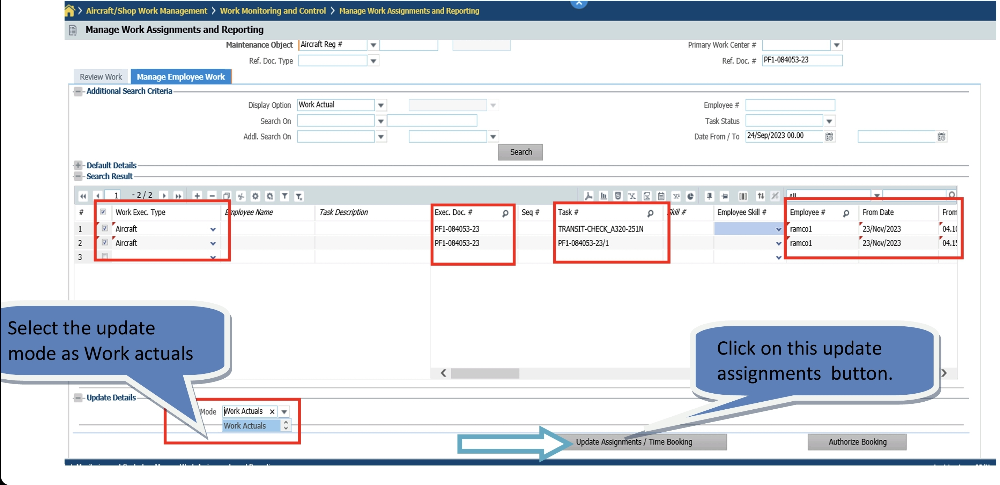 Aircraft/Shop Work Management > Work Monitoring and Control > Manage Work Assignments and Reporting
Manage Work Assignments and Reporting
Maintenance Object Aircraft Reg # Primary Work Center #
Ref. Doc. Type Ref. Doc. # PF1-084053-23
Review Work Manage Employee Work
Additional Search Criteria
Display Option Work Actual Employee #
Search On Task Status
Addl. Search On Date From / To 24/Sep/2023 00.00
Search
Default Details
Search Result
1 - 2 / 2 All
# Work Exec. Type Employee Name Task Description Exec. Doc. # Seq # Task # Skill # Employee Skill # Employee # From Date From
1 Aircraft PF1-084053-23 TRANSIT-CHECK_A320-251N ramco1 23/Nov/2023 04.10
2 Aircraft PF1-084053-23 PF1-084053-23/1 ramco1 23/Nov/2023 04.15
3
Select the update
mode as Work actuals
Click on this update
assignments button.
Update Details
Mode Work Actuals x
Work Actuals
Update Assignments / Time Booking Authorize Booking